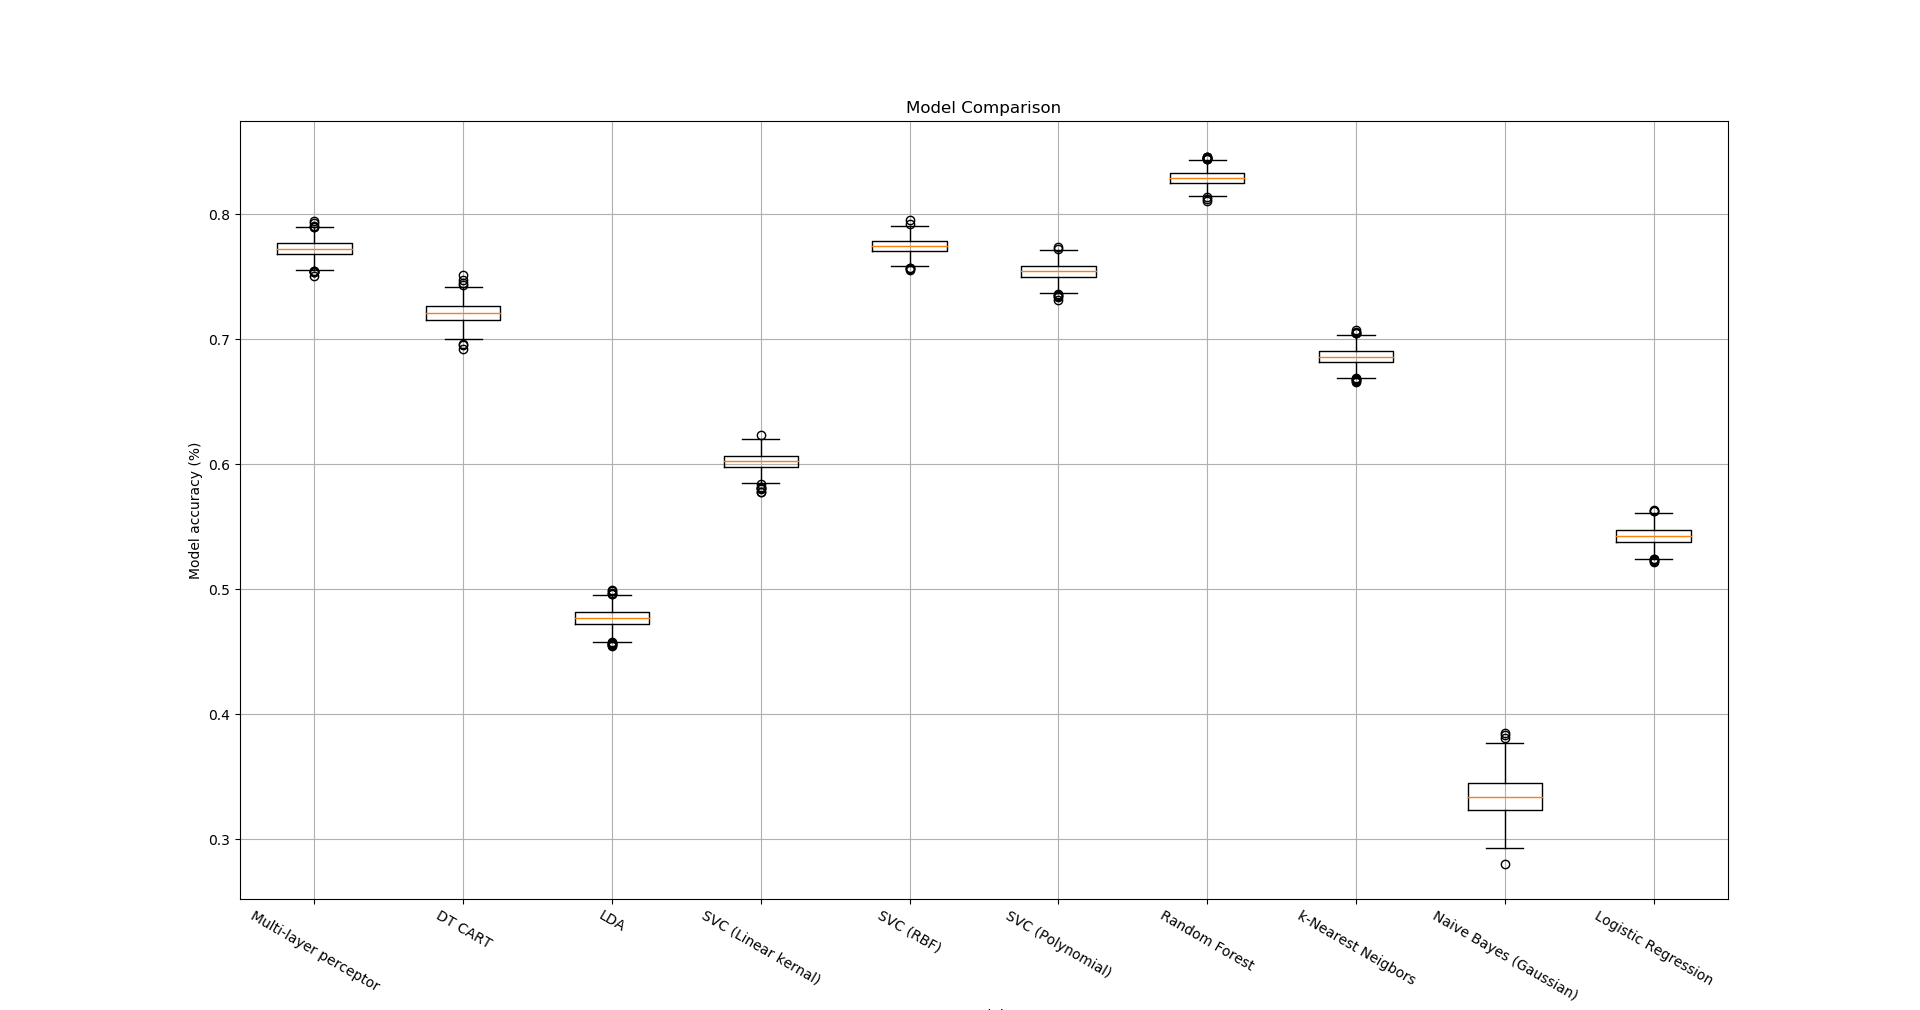 Model Comparison
Model accuracy (%)
0.8
0.7
0.6
0.5
0.4
0.3
Multi-layer perceptor
DT CART
LDA
SVC (Linear kernal)
SVC (RBF)
SVC (Polynomial)
Random Forest
k-Nearest Neigbors
Naive Bayes (Gaussian)
Logistic Regression